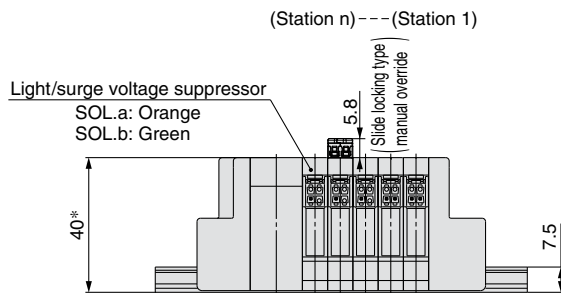 (Station n)----(Station 1)
Light/surge voltage suppressor
SOL.a: Orange
SOL.b: Green
5.8
(Slide locking type
manual override)
40*
7.5